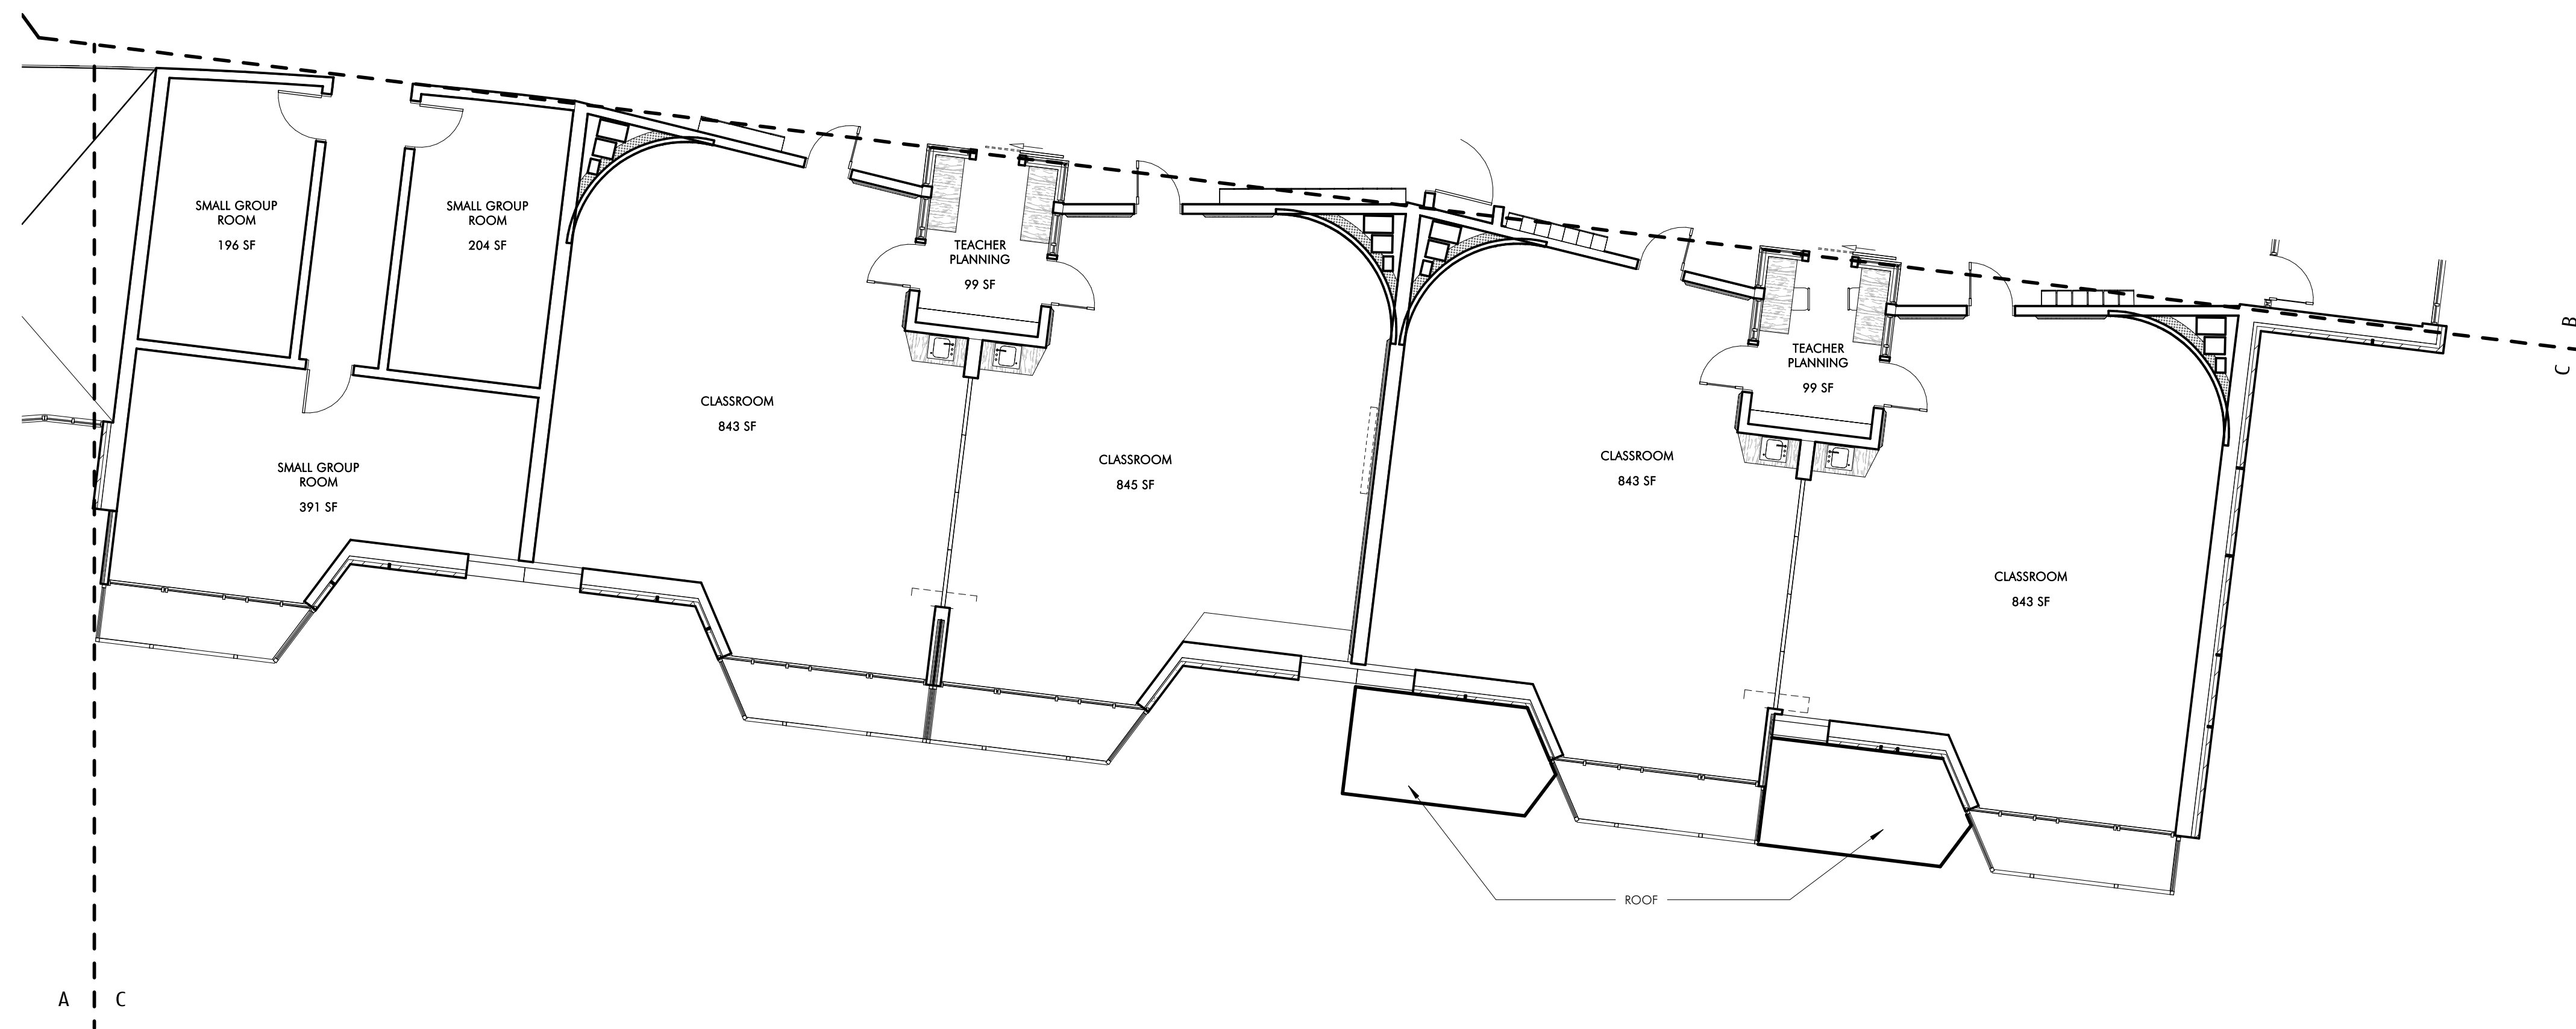 SMALL GROUP
ROOM
196 SF
SMALL GROUP
ROOM
204 SF
TEACHER
PLANNING
99 SF
CLASSROOM
843 SF
CLASSROOM
845 SF
SMALL GROUP
ROOM
391 SF
TEACHER
PLANNING
99 SF
CLASSROOM
843 SF
CLASSROOM
843 SF
ROOF
A
C
B
C